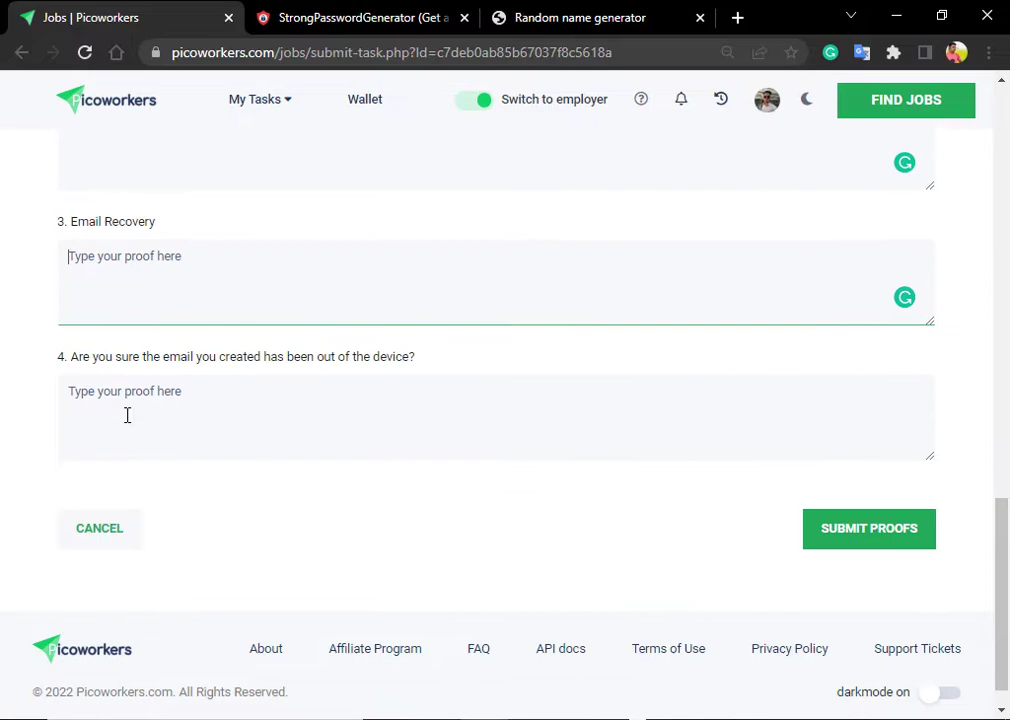 Jobs | Picoworkers
StrongPasswordGenerator (Get a
Random name generator
picoworkers.com/jobs/submit-task.php?Id=c7deb0ab85b67037f8c5618a
Picoworkers
My Tasks
Wallet
Switch to employer
FIND JOBS
3. Email Recovery
Type your proof here
4. Are you sure the email you created has been out of the device?
Type your proof here
CANCEL
SUBMIT PROOFS
Picoworkers
About
Affiliate Program
FAQ
API docs
Terms of Use
Privacy Policy
Support Tickets
© 2022 Picoworkers.com. All Rights Reserved.
darkmode on